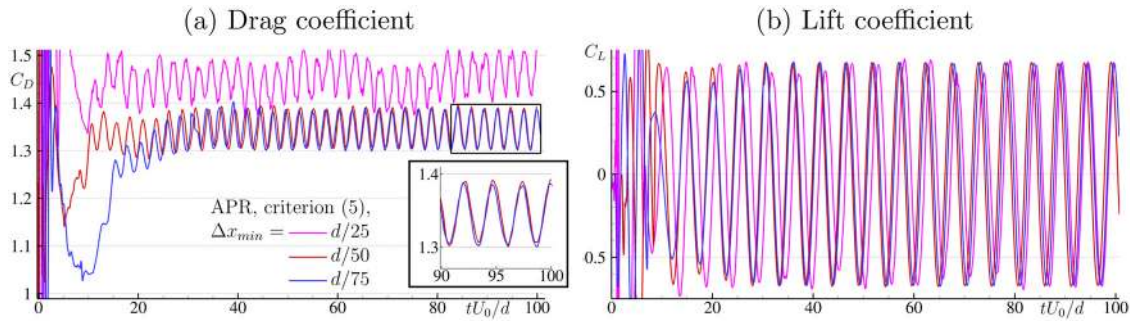 (a) Drag coefficient
(b) Lift coefficient
1.5
C_D
1.4
1.3
1.2
1.1
1
APR, criterion (5),
Δx_min = d/25
d/50
d/75
1.4
1.3
90 95 100
0 20 40 60 80 tU_0/d 100
C_L
0.5
0
0.5
0 20 40 60 80 tU_0/d 100